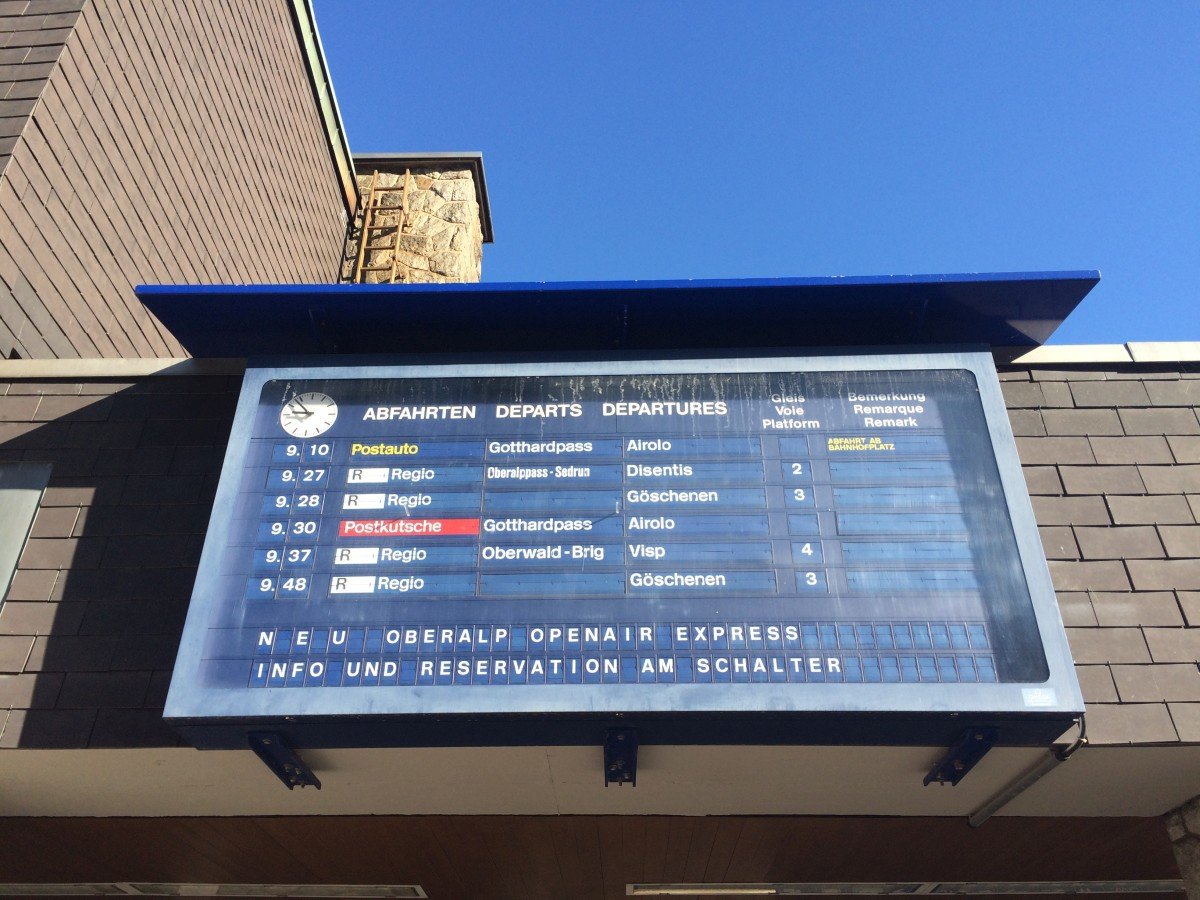 ABFAHRTEN DEPARTS DEPARTURES Gleis Voie Platform Bemerkung Remarque Remark
9.10 Postauto Gotthardpass Airolo ABFAHRT AB BAHNHOFPLATZ
9.27 R Regio Oberalppass-Sedrun Disentis 2
9.28 R Regio Göschenen 3
9.30 Postkutsche Gotthardpass Airolo
9.37 R Regio Oberwald-Brig Visp 4
9.48 R Regio Göschenen 3
NEU OBERALP OPENAIR EXPRESS
INFO UND RESERVATION AM SCHALTER